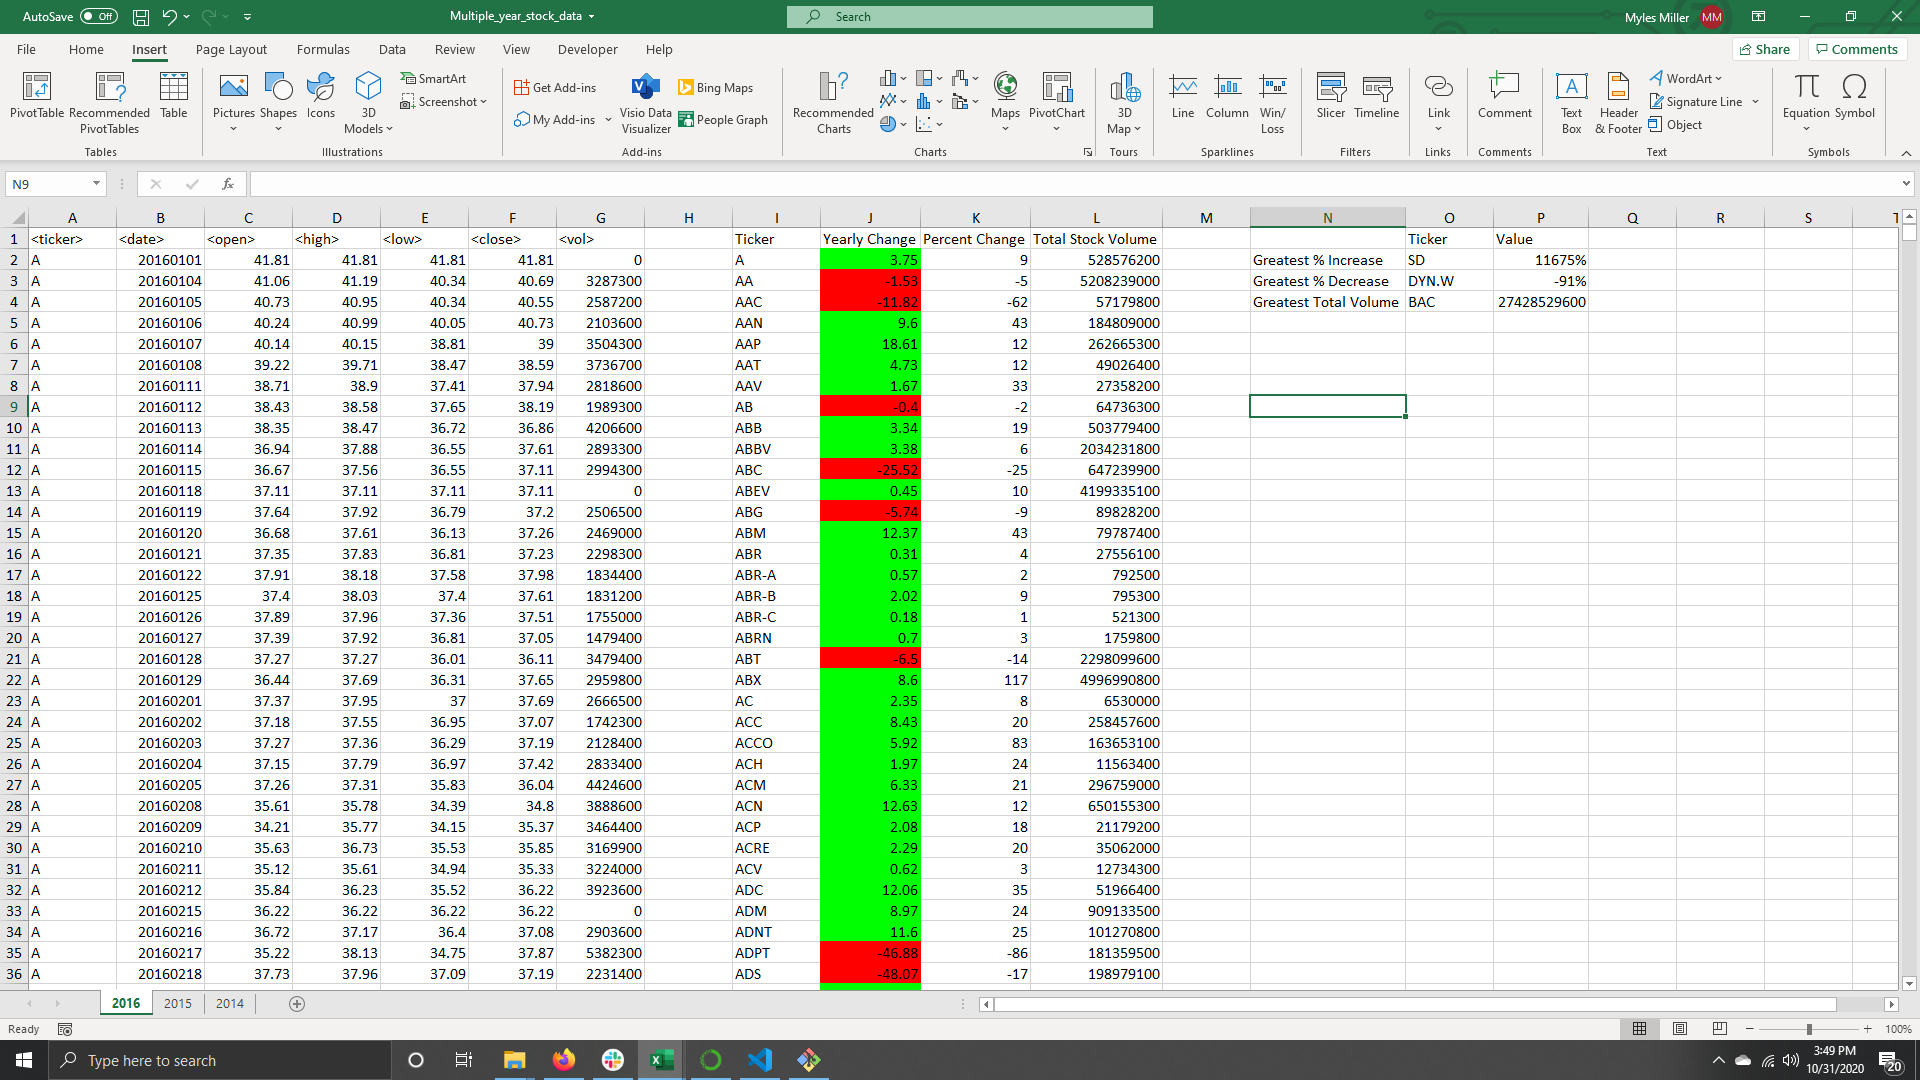 AutoSave Off Multiple_year_stock_data Search Myles Miller MM
File Home Insert Page Layout Formulas Data Review View Developer Help Share Comments
PivotTable Recommended PivotTables Table Pictures Shapes Icons 3D Models SmartArt Screenshot Get Add-ins My Add-ins Visio Data Visualizer Bing Maps People Graph Recommended Charts Maps PivotChart 3D Map Line Column Win/Loss Slicer Timeline Link Comment Text Box Header & Footer WordArt Signature Line Object Equation Symbol
Tables Illustrations Add-ins Charts Tours Sparklines Filters Links Comments Text Symbols
N9 fx
A B C D E F G H I J K L M N O P Q R S T
1 <ticker> <date> <open> <high> <low> <close> <vol> Ticker Yearly Change Percent Change Total Stock Volume Ticker Value
2 A 20160101 41.81 41.81 41.81 41.81 0 A 3.75 9 528576200 Greatest % Increase SD 11675%
3 A 20160104 41.06 41.19 40.34 40.69 3287300 AA -1.53 -5 5208239000 Greatest % Decrease DYN.W -91%
4 A 20160105 40.73 40.95 40.34 40.55 2587200 AAC -11.82 -62 57179800 Greatest Total Volume BAC 27428529600
5 A 20160106 40.24 40.99 40.05 40.73 2103600 AAN 9.6 43 184809000
6 A 20160107 40.14 40.15 38.81 39 3504300 AAP 18.61 12 262665300
7 A 20160108 39.22 39.71 38.47 38.59 3736700 AAT 4.73 12 49026400
8 A 20160111 38.71 38.9 37.41 37.94 2818600 AAV 1.67 33 27358200
9 A 20160112 38.43 38.58 37.65 38.19 1989300 AB -0.4 -2 64736300
10 A 20160113 38.35 38.47 36.72 36.86 4206600 ABB 3.34 19 503779400
11 A 20160114 36.94 37.88 36.55 37.61 2893300 ABBV 3.38 6 2034231800
12 A 20160115 36.67 37.56 36.55 37.11 2994300 ABC -25.52 -25 647239900
13 A 20160118 37.11 37.11 37.11 37.11 0 ABEV 0.45 10 4199335100
14 A 20160119 37.64 37.92 36.79 37.2 2506500 ABG -5.74 -9 89828200
15 A 20160120 36.68 37.61 36.13 37.26 2469000 ABM 12.37 43 79787400
16 A 20160121 37.35 37.83 36.81 37.23 2298300 ABR 0.31 4 27556100
17 A 20160122 37.91 38.18 37.58 37.98 1834400 ABR-A 0.57 2 792500
18 A 20160125 37.4 38.03 37.4 37.61 1831200 ABR-B 2.02 9 795300
19 A 20160126 37.89 37.96 37.36 37.51 1755000 ABR-C 0.18 1 521300
20 A 20160127 37.39 37.92 36.81 37.05 1479400 ABRN 0.7 3 1759800
21 A 20160128 37.27 37.27 36.01 36.11 3479400 ABT -6.5 -14 2298099600
22 A 20160129 36.44 37.69 36.31 37.65 2959800 ABX 8.6 117 4996990800
23 A 20160201 37.37 37.95 37 37.69 2666500 AC 2.35 8 6530000
24 A 20160202 37.18 37.55 36.95 37.07 1742300 ACC 8.43 20 258457600
25 A 20160203 37.27 37.36 36.29 37.19 2128400 ACCO 5.92 83 163653100
26 A 20160204 37.15 37.79 36.97 37.42 2833400 ACH 1.97 24 11563400
27 A 20160205 37.26 37.31 35.83 36.04 4424600 ACM 6.33 21 296759000
28 A 20160208 35.61 35.78 34.39 34.8 3888600 ACN 12.63 12 650155300
29 A 20160209 34.21 35.77 34.15 35.37 3464400 ACP 2.08 18 21179200
30 A 20160210 35.63 36.73 35.53 35.85 3169900 ACRE 2.29 20 35062000
31 A 20160211 35.12 35.61 34.94 35.33 3224000 ACV 0.62 3 12734300
32 A 20160212 35.84 36.23 35.52 36.22 3923600 ADC 12.06 35 51966400
33 A 20160215 36.22 36.22 36.22 36.22 0 ADM 8.97 24 909133500
34 A 20160216 36.72 37.17 36.4 37.08 2903600 ADNT 11.6 25 101270800
35 A 20160217 35.22 38.13 34.75 37.87 5382300 ADPT -46.88 -86 181359500
36 A 20160218 37.73 37.96 37.09 37.19 2231400 ADS -48.07 -17 198979100
2016 2015 2014
Ready 100%
Type here to search 3:49 PM
10/31/2020 20